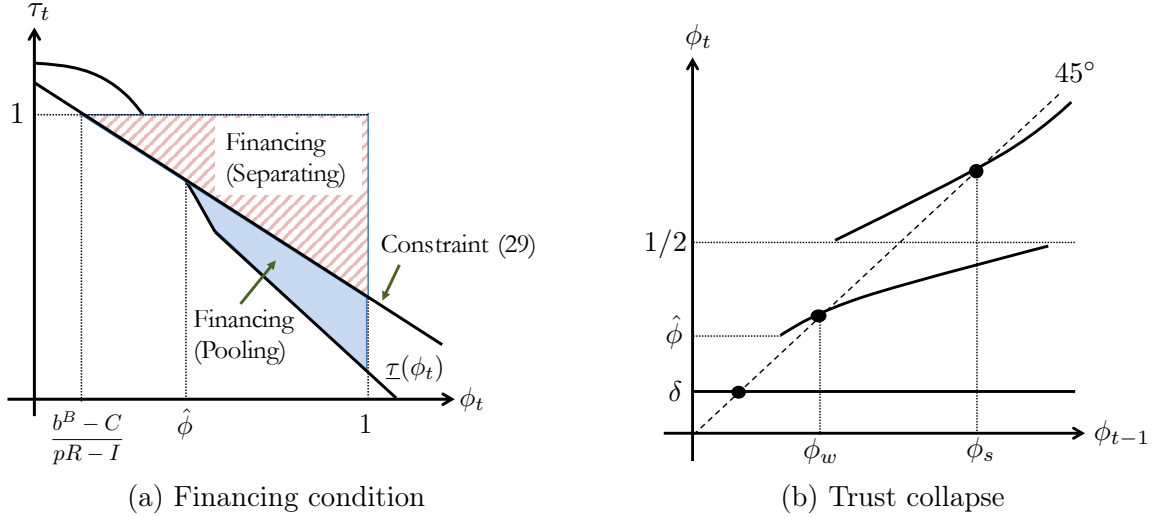 τ_t
1
Financing
(Separating)
Constraint (29)
Financing
(Pooling)
τ(φ_t)
φ_t
b^B − C
pR − I
φ̂
1
(a) Financing condition
φ_t
45°
1/2
φ̂
δ
φ_w
φ_s
φ_{t−1}
(b) Trust collapse